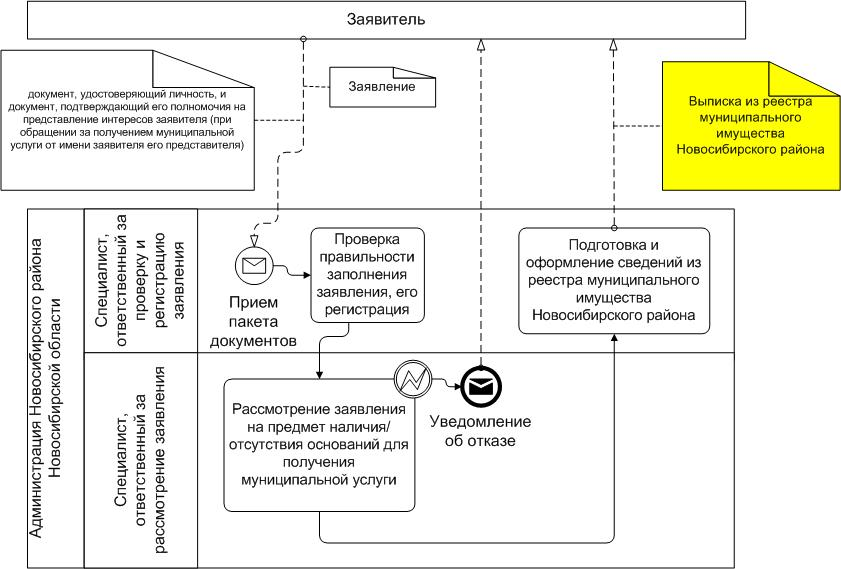 Заявитель
документ, удостоверяющий личность, и
документ, подтверждающий его полномочия на
представление интересов заявителя (при
обращении за получением муниципальной
услуги от имени заявителя его представителя)
Заявление
Выписка из реестра
муниципального
имущества
Новосибирского района
Администрация Новосибирского района
Новосибирской области
Специалист,
ответственный за
проверку и
регистрацию
заявления
Прием
пакета
документов
Проверка
правильности
заполнения
заявления, его
регистрация
Подготовка и
оформление сведений из
реестра муниципального
имущества
Новосибирского района
Специалист,
ответственный за
рассмотрение заявления
Рассмотрение заявления
на предмет наличия/
отсутствия оснований для
получения
муниципальной услуги
Уведомление
об отказе